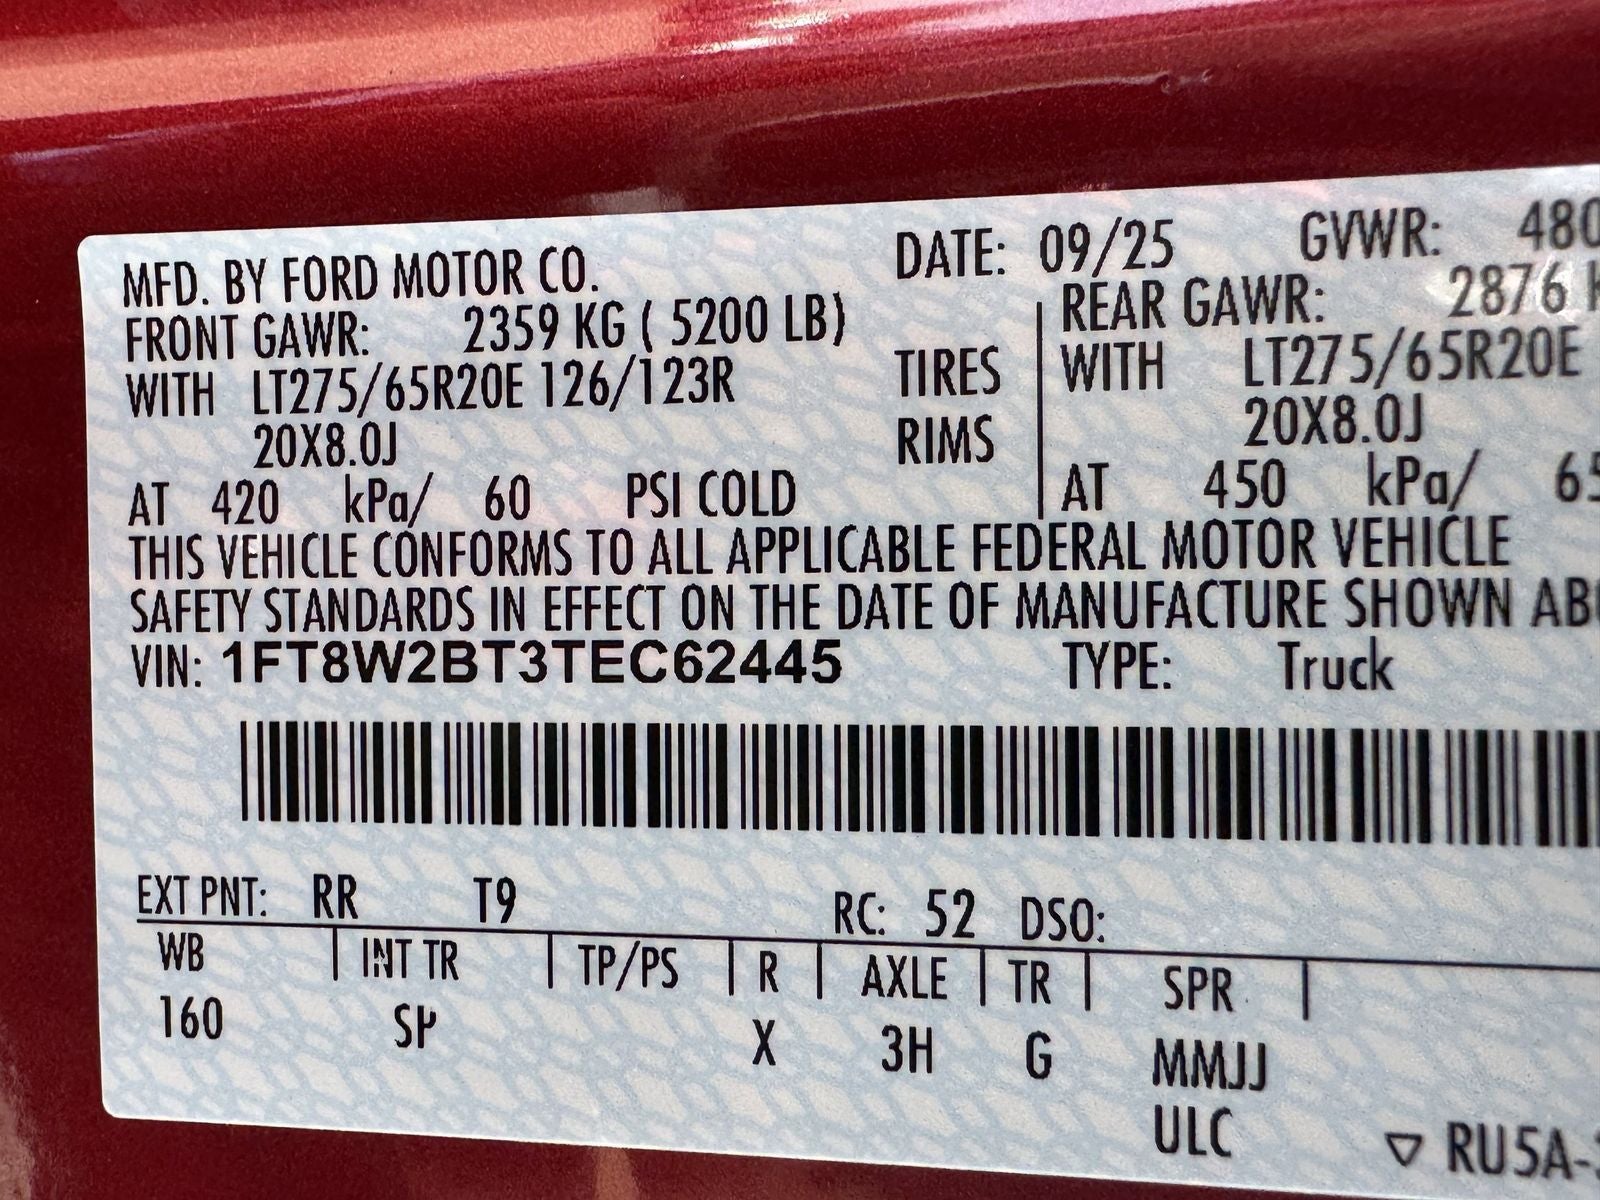 MFD. BY FORD MOTOR CO. DATE: 09/25 GVWR: 480
FRONT GAWR: 2359 KG ( 5200 LB) REAR GAWR: 2876 K
WITH LT275/65R20E 126/123R TIRES WITH LT275/65R20E
20X8.0J RIMS 20X8.0J
AT 420 kPa/ 60 PSI COLD AT 450 kPa/ 65
THIS VEHICLE CONFORMS TO ALL APPLICABLE FEDERAL MOTOR VEHICLE
SAFETY STANDARDS IN EFFECT ON THE DATE OF MANUFACTURE SHOWN
VIN: 1FT8W2BT3TEC62445 TYPE: Truck
EXT PNT: RR T9 RC: 52 DSO:
WB INT TR TP/PS R AXLE TR SPR
160 X 3H G MMJJ
ULC ▽ RU5A-